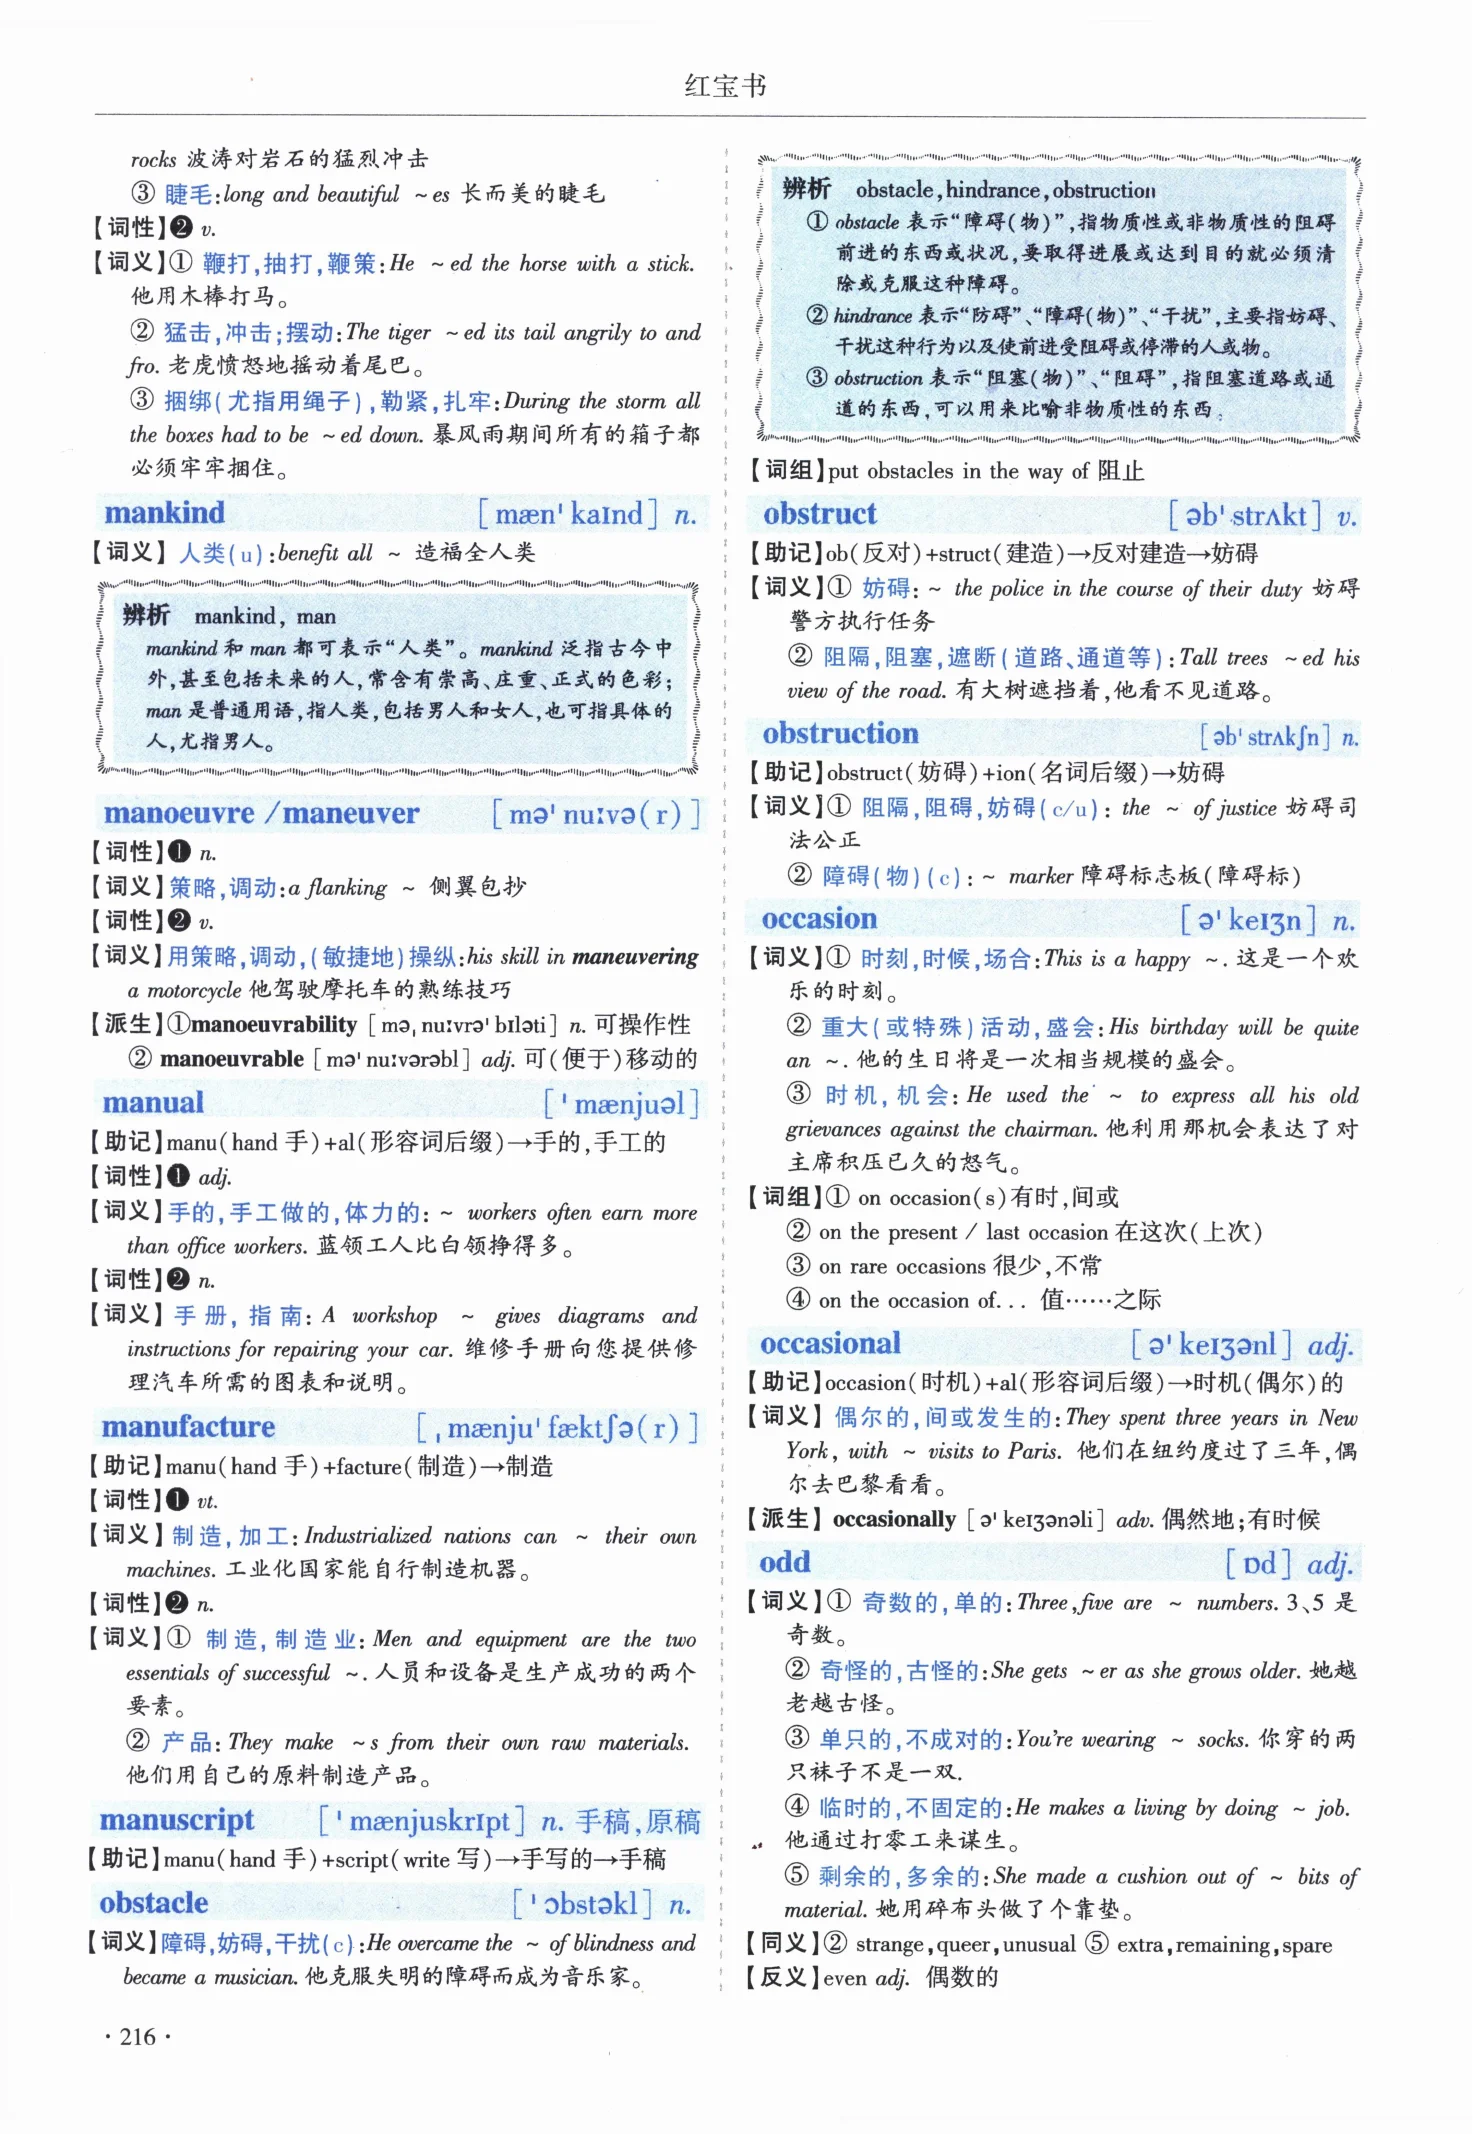 红宝书
rocks 波涛对岩石的猛烈冲击
③ 睫毛:long and beautiful ~es 长而美的睫毛
【词性】❷ v.
【词义】① 鞭打,抽打,鞭策:He ~ed the horse with a stick.
他用木棒打马。
② 猛击,冲击;摆动:The tiger ~ed its tail angrily to and
fro. 老虎愤怒地摇动着尾巴。
③ 捆绑(尤指用绳子),勒紧,扎牢:During the storm all
the boxes had to be ~ed down. 暴风雨期间所有的箱子都
必须牢牢捆住。
mankind [mæn'kaɪnd] n.
【词义】人类(u):benefit all ~ 造福全人类
辨析 mankind, man
mankind 和 man 都可表示“人类”。mankind 泛指古今中
外,甚至包括未来的人,常含有崇高、庄重、正式的色彩;
man 是普通用语,指人类,包括男人和女人,也可指具体的
人,尤指男人。
manoeuvre /maneuver [mə'nuːvə(r)]
【词性】❶ n.
【词义】策略,调动:a flanking ~ 侧翼包抄
【词性】❷ v.
【词义】用策略,调动,(敏捷地)操纵:his skill in maneuvering
a motorcycle 他驾驶摩托车的熟练技巧
【派生】①manoeuvrability [məˌnuːvrə'bɪləti] n. 可操作性
② manoeuvrable [mə'nuːvərəbl] adj. 可(便于)移动的
manual ['mænjuəl]
【助记】manu(hand 手)+al(形容词后缀)→手的,手工的
【词性】❶ adj.
【词义】手的,手工做的,体力的: ~ workers often earn more
than office workers. 蓝领工人比白领挣得多。
【词性】❷ n.
【词义】手册,指南: A workshop ~ gives diagrams and
instructions for repairing your car. 维修手册向您提供修
理汽车所需的图表和说明。
manufacture [ˌmænju'fæktʃə(r)]
【助记】manu(hand 手)+facture(制造)→制造
【词性】❶ vt.
【词义】制造,加工:Industrialized nations can ~ their own
machines. 工业化国家能自行制造机器。
【词性】❷ n.
【词义】① 制造,制造业:Men and equipment are the two
essentials of successful ~. 人员和设备是生产成功的两个
要素。
② 产品: They make ~s from their own raw materials.
他们用自己的原料制造产品。
manuscript ['mænjuskrɪpt] n. 手稿,原稿
【助记】manu(hand 手)+script(write 写)→手写的→手稿
obstacle ['ɔbstəkl] n.
【词义】障碍,妨碍,干扰(c):He overcame the ~ of blindness and
became a musician. 他克服失明的障碍而成为音乐家。
辨析 obstacle,hindrance,obstruction
① obstacle 表示“障碍(物)”,指物质性或非物质性的阻碍
前进的东西或状况,要取得进展或达到目的就必须清
除或克服这种障碍。
② hindrance 表示“防碍”、“障碍(物)”、“干扰”,主要指妨碍、
干扰这种行为以及使前进受阻碍或停滞的人或物。
③ obstruction 表示“阻塞(物)”、“阻碍”,指阻塞道路或通
道的东西,可以用来比喻非物质性的东西。
【词组】put obstacles in the way of 阻止
obstruct [əb'strʌkt] v.
【助记】ob(反对)+struct(建造)→反对建造→妨碍
【词义】① 妨碍: ~ the police in the course of their duty 妨碍
警方执行任务
② 阻隔,阻塞,遮断(道路、通道等):Tall trees ~ed his
view of the road. 有大树遮挡着,他看不见道路。
obstruction [əb'strʌkʃn] n.
【助记】obstruct(妨碍)+ion(名词后缀)→妨碍
【词义】① 阻隔,阻碍,妨碍(c/u): the ~ of justice 妨碍司
法公正
② 障碍(物)(c): ~ marker 障碍标志板(障碍标)
occasion [ə'keɪʒn] n.
【词义】① 时刻,时候,场合:This is a happy ~. 这是一个欢
乐的时刻。
② 重大(或特殊)活动,盛会:His birthday will be quite
an ~. 他的生日将是一次相当规模的盛会。
③ 时机,机会: He used the ~ to express all his old
grievances against the chairman. 他利用那机会表达了对
主席积压已久的怒气。
【词组】① on occasion(s)有时,间或
② on the present / last occasion 在这次(上次)
③ on rare occasions 很少,不常
④ on the occasion of... 值……之际
occasional [ə'keɪʒənl] adj.
【助记】occasion(时机)+al(形容词后缀)→时机(偶尔)的
【词义】偶尔的,间或发生的:They spent three years in New
York, with ~ visits to Paris. 他们在纽约度过了三年,偶
尔去巴黎看看。
【派生】occasionally [ə'keɪʒənəli] adv. 偶然地;有时候
odd [ɒd] adj.
【词义】① 奇数的,单的:Three,five are ~ numbers. 3、5 是
奇数。
② 奇怪的,古怪的:She gets ~er as she grows older. 她越
老越古怪。
③ 单只的,不成对的:You're wearing ~ socks. 你穿的两
只袜子不是一双.
④ 临时的,不固定的:He makes a living by doing ~ job.
他通过打零工来谋生。
⑤ 剩余的,多余的:She made a cushion out of ~ bits of
material. 她用碎布头做了个靠垫。
【同义】② strange,queer,unusual ⑤ extra,remaining,spare
【反义】even adj. 偶数的
·216·